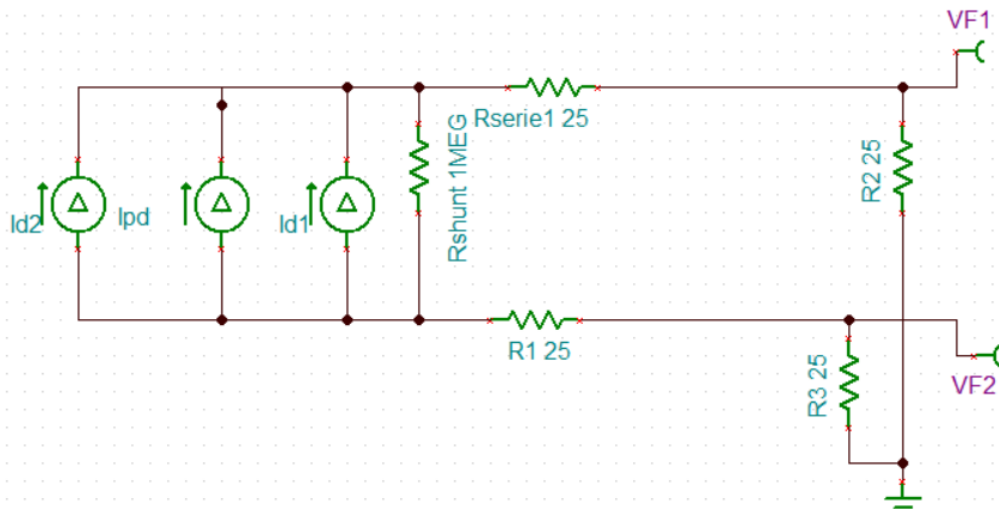 VF1
Rserie1 25
Rshunt 1MEG
R2 25
Id2
Ipd
Id1
R1 25
R3 25
VF2